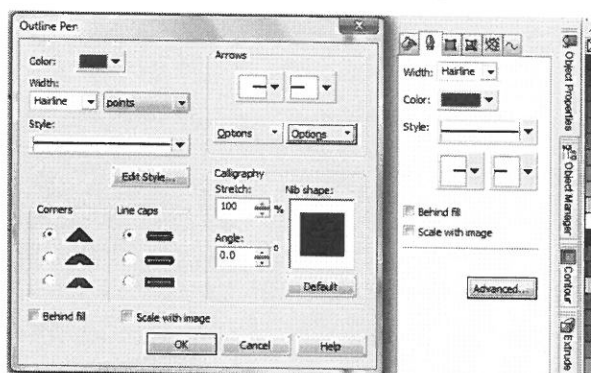 Outline Pen
Color:
Width:
Hairline
points
Style:
Edit Style...
Corners
Line caps
Behind fill
Scale with image
Arrows
Options
Options
Calligraphy
Stretch:
100
%
Angle:
0.0
°
Nib shape:
Default
OK
Cancel
Help
Width:
Hairline
Color:
Style:
Behind fill
Scale with image
Advanced...
Object Properties
Object Manager
Contour
Extrude